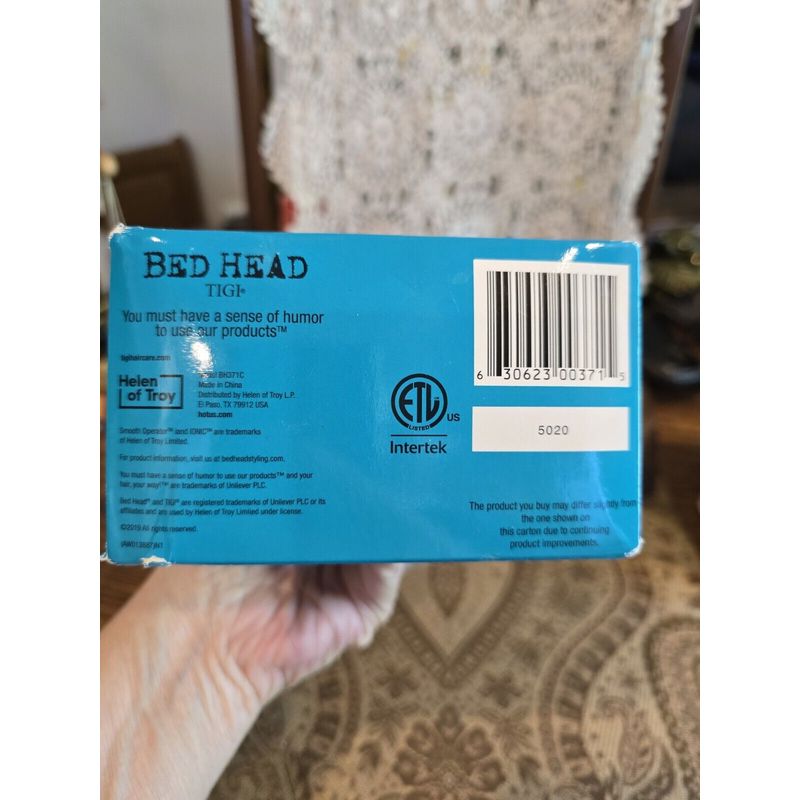 BED HEAD
TIGI®
You must have a sense of humor
to use our products™
tigihaircare.com
Helen
of Troy
Model BH371C
Made in China
Distributed by Helen of Troy L.P.
El Paso, TX 79912 USA
hotus.com
Smooth Operator™ and IONIC™ are trademarks
of Helen of Troy Limited.
For product information, visit us at bedheadstyling.com.
You must have a sense of humor to use our products™ and your
hair, your way!™ are trademarks of Unilever PLC.
Bed Head® and TIGI® are registered trademarks of Unilever PLC or its
affiliates and are used by Helen of Troy Limited under license.
©2019 All rights reserved.
(AW013687)N1
ETL
LISTED
US
Intertek
6 30623 00371 5
5020
The product you buy may differ slightly from
the one shown on
this carton due to continuing
product improvements.